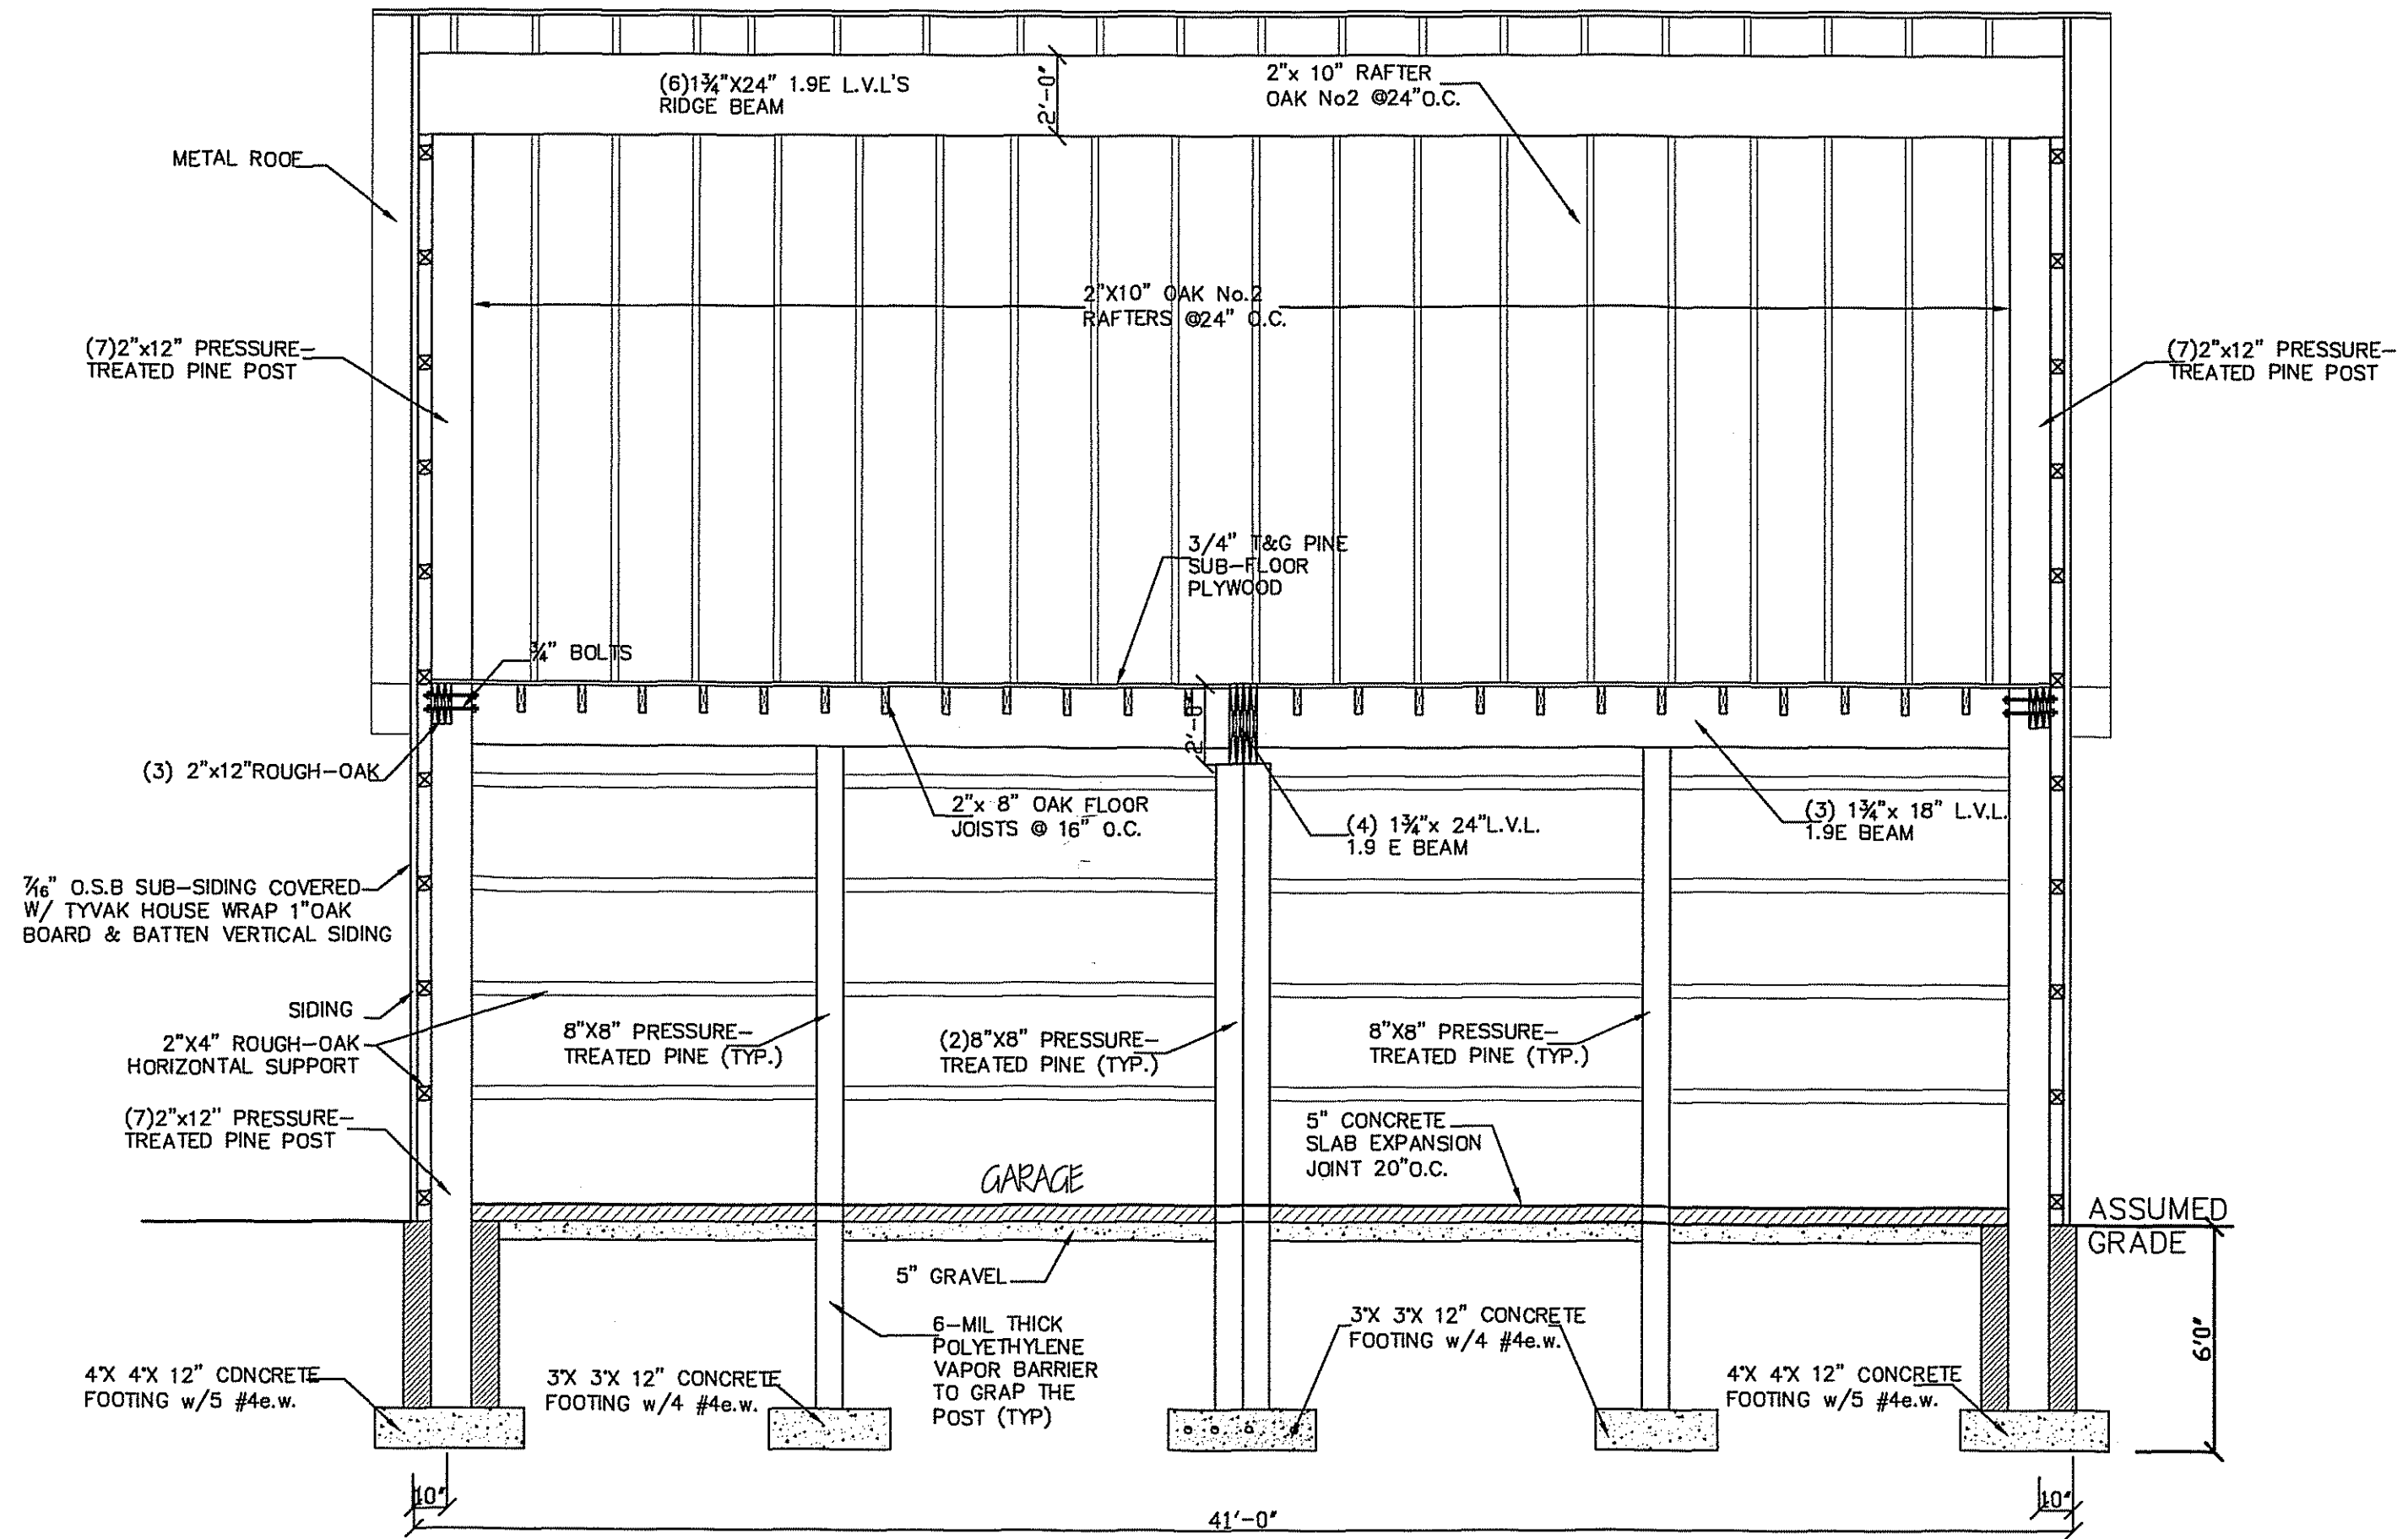 (6)1¾"X24" 1.9E L.V.L'S
RIDGE BEAM
2'-0"
2"x 10" RAFTER
OAK No2 @24"O.C.
METAL ROOF
2"X10" OAK No.2
RAFTERS @24" O.C.
(7)2"x12" PRESSURE-
TREATED PINE POST
(7)2"x12" PRESSURE-
TREATED PINE POST
3/4" T&G PINE
SUB-FLOOR
PLYWOOD
¾" BOLTS
2'-0"
(3) 2"x12"ROUGH-OAK
2"x 8" OAK FLOOR
JOISTS @ 16" O.C.
(4) 1¾"x 24"L.V.L.
1.9 E BEAM
(3) 1¾"x 18" L.V.L.
1.9E BEAM
7/16" O.S.B SUB-SIDING COVERED
W/ TYVAK HOUSE WRAP 1"OAK
BOARD & BATTEN VERTICAL SIDING
SIDING
2"X4" ROUGH-OAK
HORIZONTAL SUPPORT
8"X8" PRESSURE-
TREATED PINE (TYP.)
(2)8"X8" PRESSURE-
TREATED PINE (TYP.)
8"X8" PRESSURE-
TREATED PINE (TYP.)
(7)2"x12" PRESSURE-
TREATED PINE POST
5" CONCRETE
SLAB EXPANSION
JOINT 20"O.C.
GARAGE
ASSUMED
GRADE
5" GRAVEL
6-MIL THICK
POLYETHYLENE
VAPOR BARRIER
TO GRAP THE
POST (TYP)
3'X 3'X 12" CONCRETE
FOOTING w/4 #4e.w.
6'0"
4'X 4'X 12" CONCRETE
FOOTING w/5 #4e.w.
3'X 3'X 12" CONCRETE
FOOTING w/4 #4e.w.
4'X 4'X 12" CONCRETE
FOOTING w/5 #4e.w.
10"
10"
41'-0"